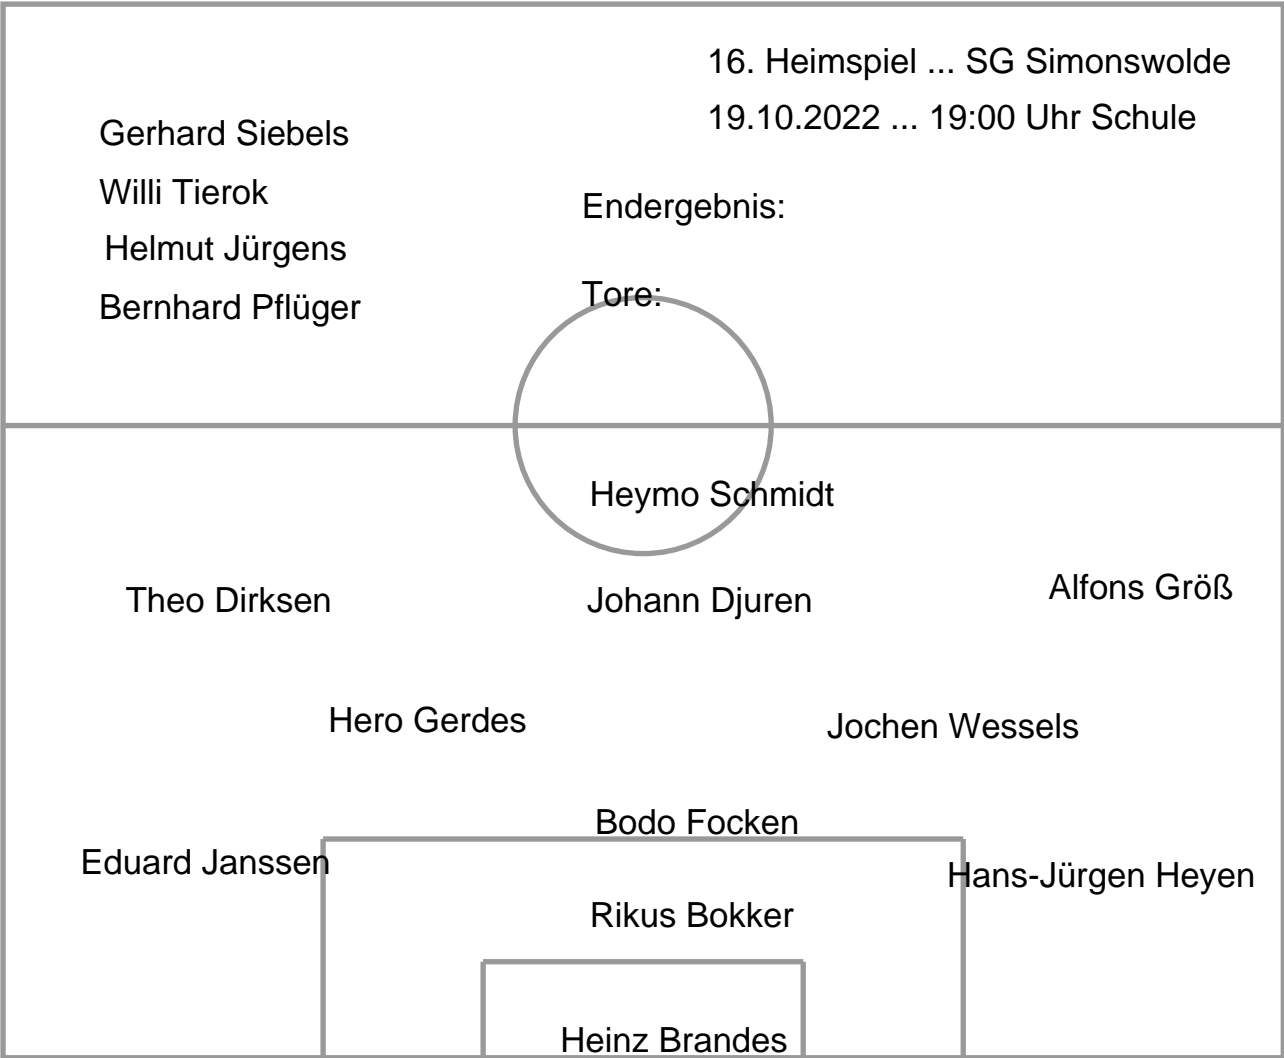 16. Heimspiel ... SG Simonswolde
19.10.2022 ... 19:00 Uhr Schule
Gerhard Siebels
Willi Tierok
Helmut Jürgens
Bernhard Pflüger
Endergebnis:
Tore:
Heymo Schmidt
Theo Dirksen
Johann Djuren
Alfons Größ
Hero Gerdes
Jochen Wessels
Bodo Focken
Eduard Janssen
Hans-Jürgen Heyen
Rikus Bokker
Heinz Brandes